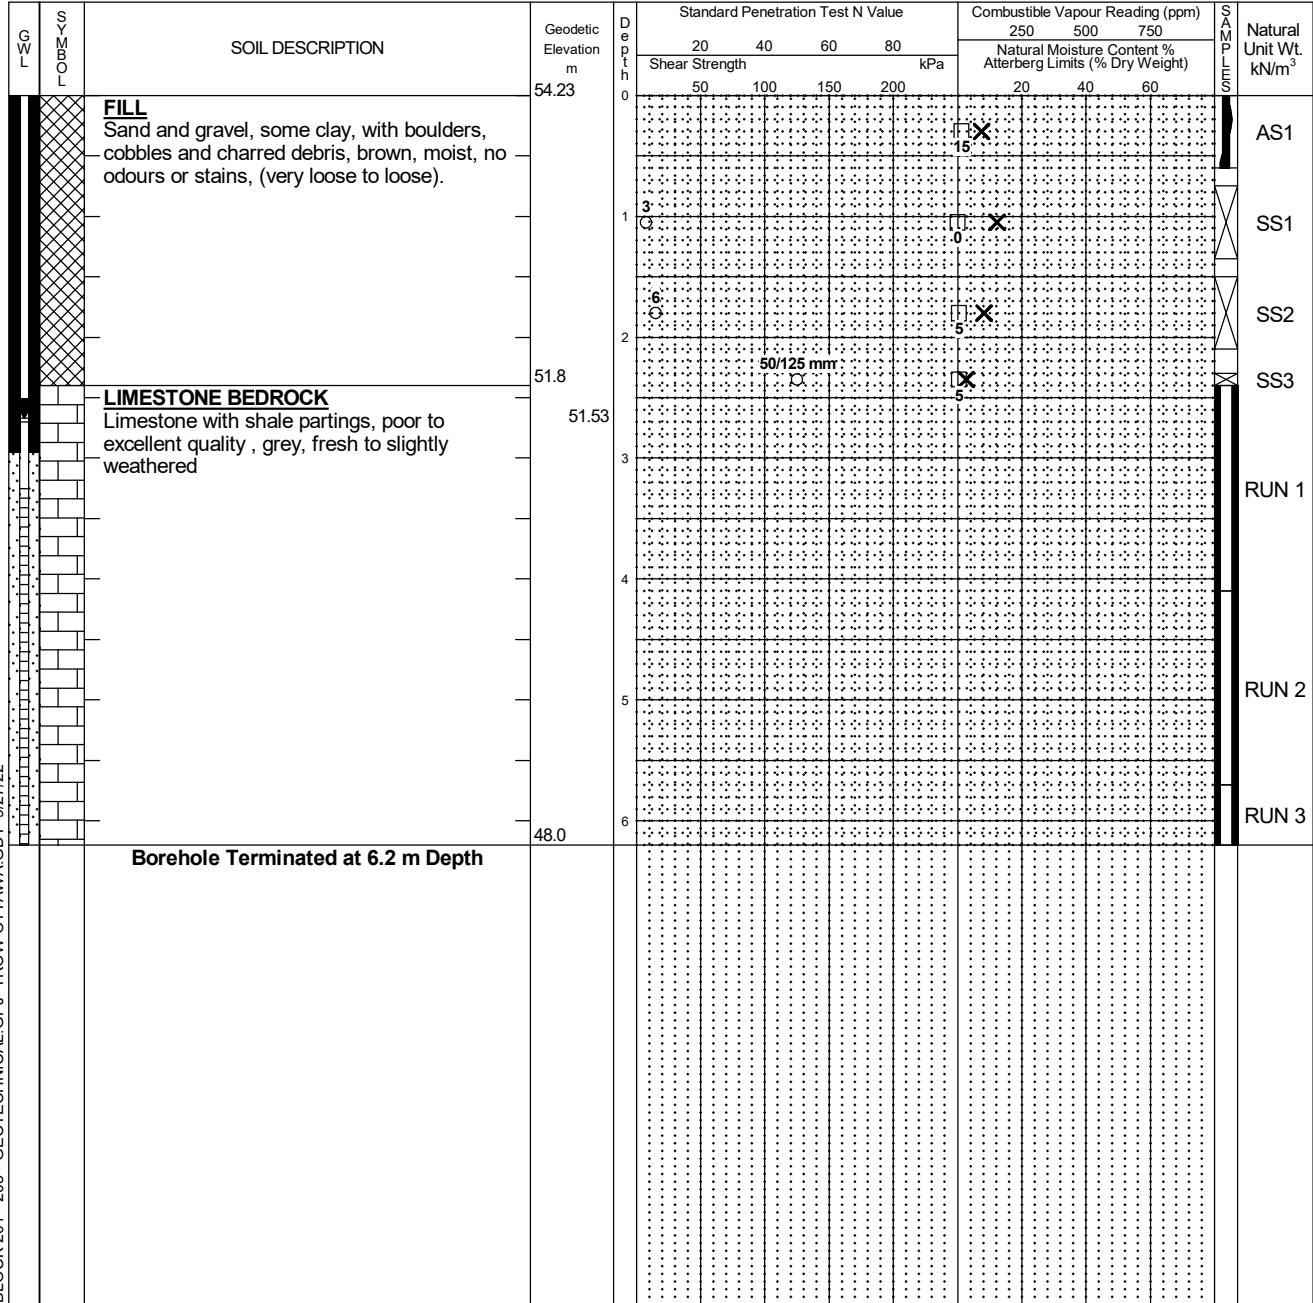 GWL
SYMBOL
SOIL DESCRIPTION
Geodetic
Elevation
m
Depth
Standard Penetration Test N Value
20 40 60 80
Shear Strength kPa
50 100 150 200
Combustible Vapour Reading (ppm)
250 500 750
Natural Moisture Content %
Atterberg Limits (% Dry Weight)
20 40 60
SAMPLES
Natural
Unit Wt.
kN/m³
54.23
0
FILL
Sand and gravel, some clay, with boulders,
cobbles and charred debris, brown, moist, no
odours or stains, (very loose to loose).
15
AS1
3
1
0
SS1
6
5
SS2
2
50/125 mm
5
SS3
51.8
LIMESTONE BEDROCK
Limestone with shale partings, poor to
excellent quality , grey, fresh to slightly
weathered
51.53
3
RUN 1
4
5
RUN 2
6
RUN 3
48.0
Borehole Terminated at 6.2 m Depth